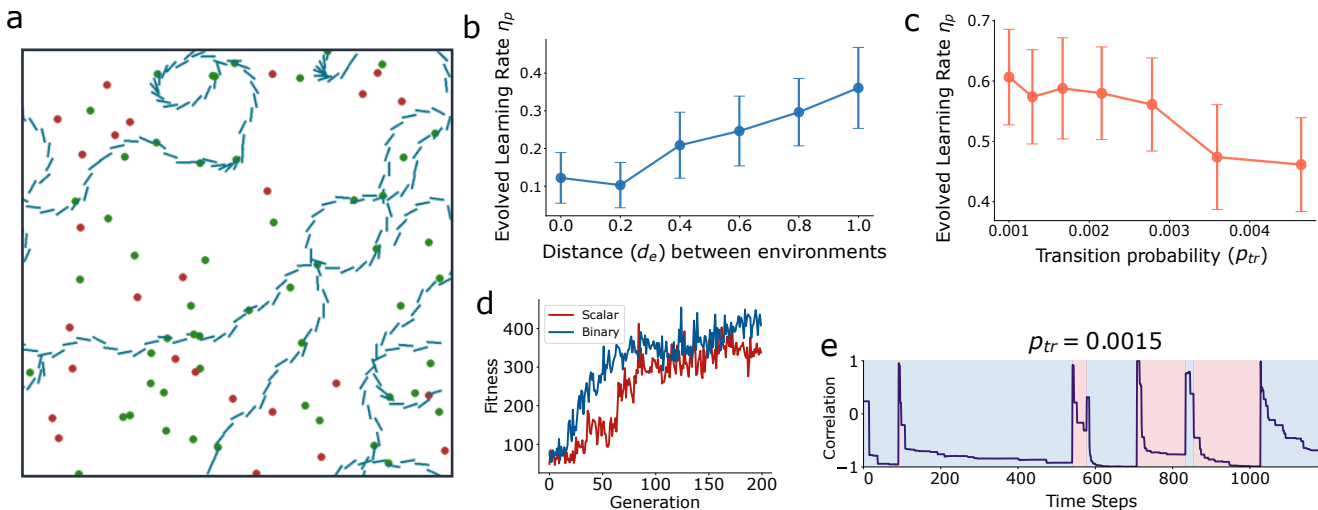 a
b
Evolved Learning Rate ηp
0.4
0.3
0.2
0.1
0.0 0.2 0.4 0.6 0.8 1.0
Distance (de) between environments
c
Evolved Learning Rate ηp
0.7
0.6
0.5
0.4
0.001 0.002 0.003 0.004
Transition probability (ptr)
d
Scalar
Binary
Fitness
400
300
200
100
0 50 100 150 200
Generation
e
ptr = 0.0015
Correlation
1
0
−1
0 200 400 600 800 1000
Time Steps